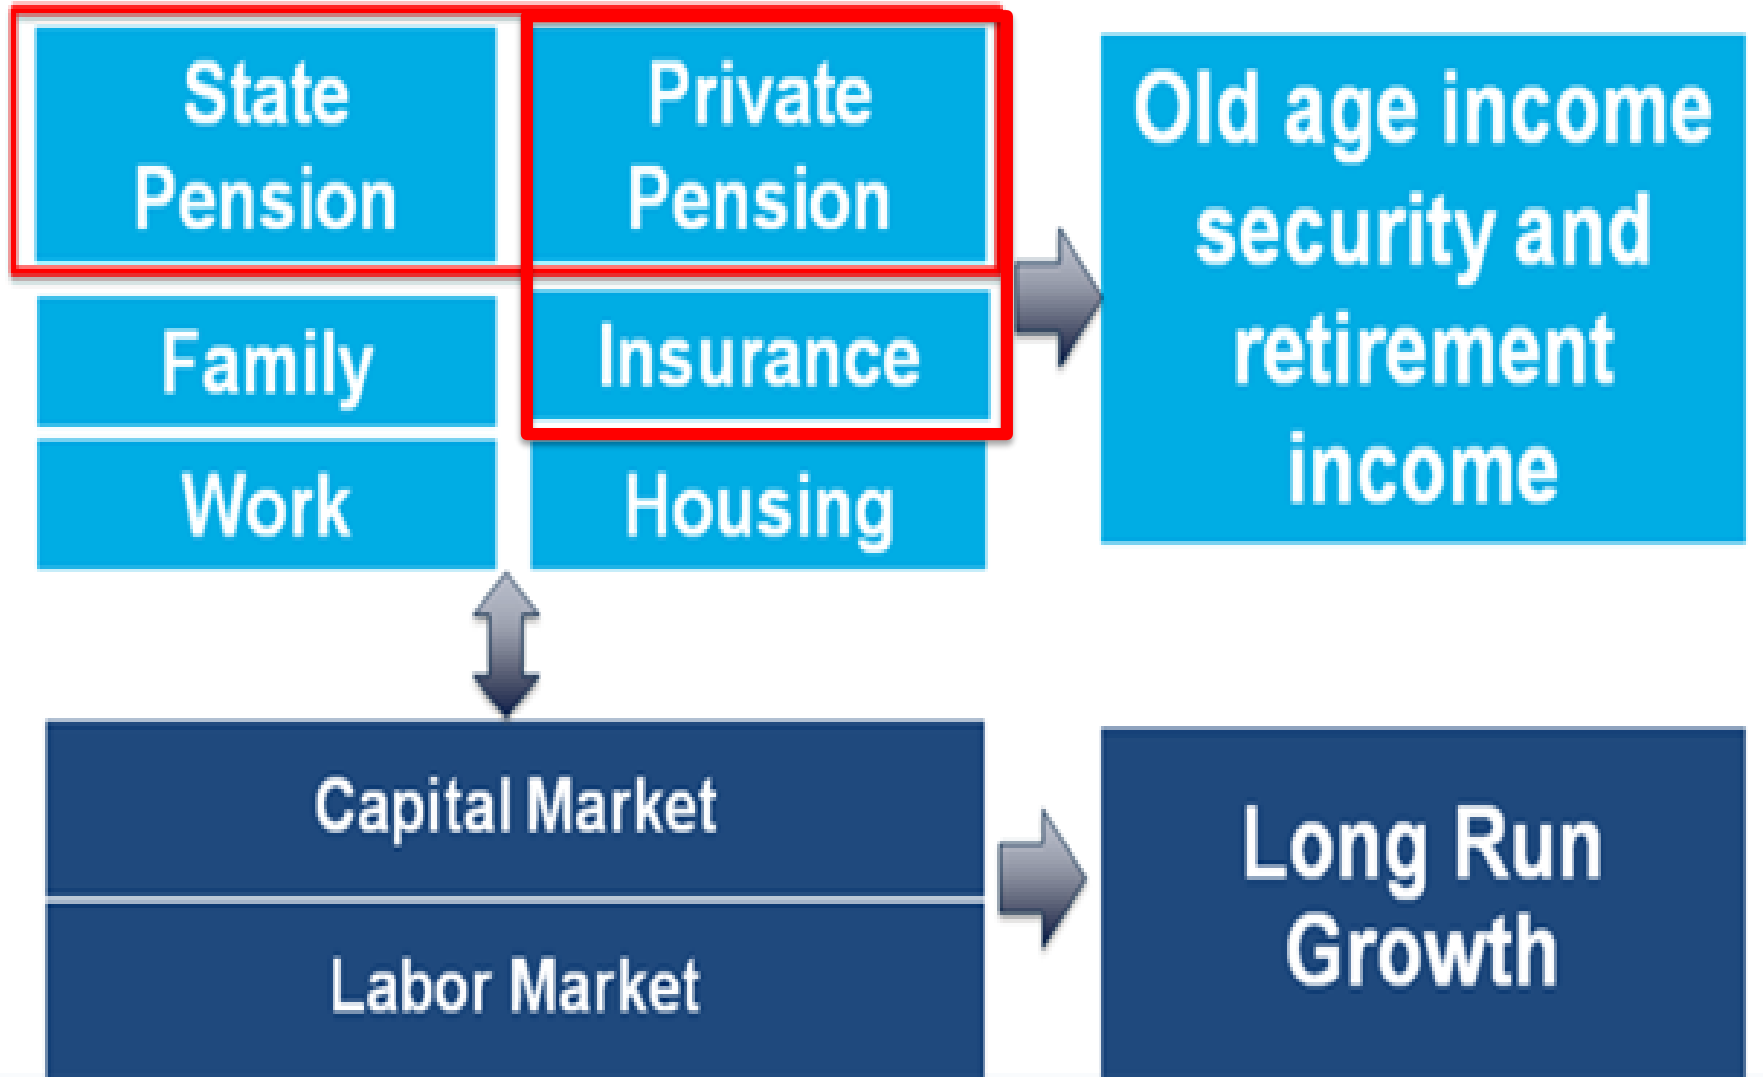 State
Pension
Private
Pension
Family
Insurance
Work
Housing
Old age income
security and
retirement
income
Capital Market
Labor Market
Long Run
Growth